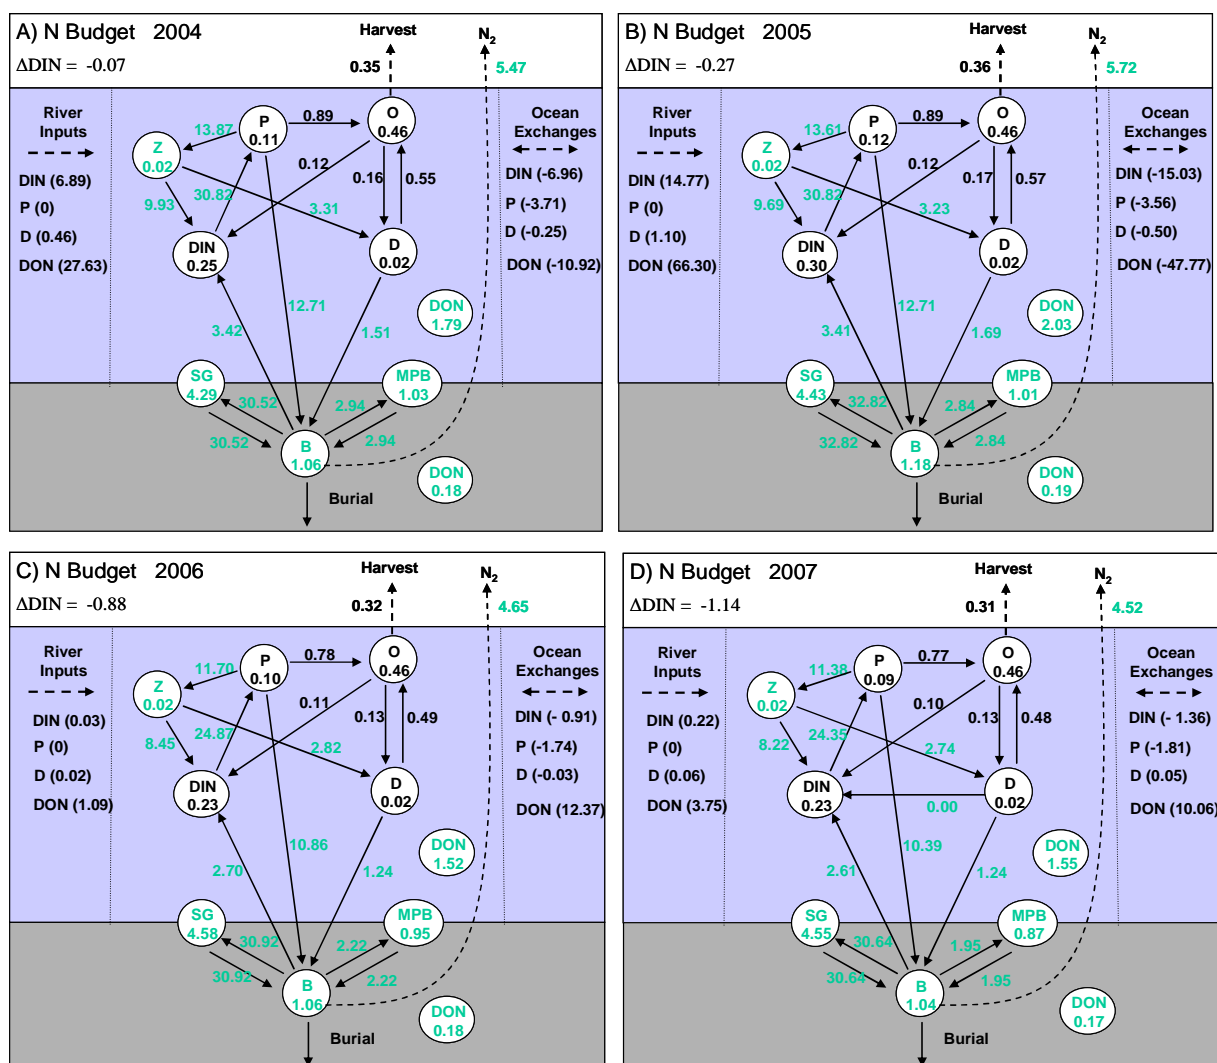 A) N Budget 2004
ΔDIN = -0.07
Harvest
0.35
N2
5.47
River
Inputs
DIN (6.89)
P (0)
D (0.46)
DON (27.63)
Ocean
Exchanges
DIN (-6.96)
P (-3.71)
D (-0.25)
DON (-10.92)
P
0.11
0.89
O
0.46
13.87
Z
0.02
0.12
0.16
0.55
9.93
30.82
3.31
DIN
0.25
D
0.02
12.71
DON
1.79
3.42
1.51
SG
4.29
MPB
1.03
30.52
2.94
30.52
2.94
B
1.06
DON
0.18
Burial
B) N Budget 2005
ΔDIN = -0.27
Harvest
0.36
N2
5.72
River
Inputs
DIN (14.77)
P (0)
D (1.10)
DON (66.30)
Ocean
Exchanges
DIN (-15.03)
P (-3.56)
D (-0.50)
DON (-47.77)
P
0.12
0.89
O
0.46
13.61
Z
0.02
0.12
0.17
0.57
9.69
30.82
3.23
DIN
0.30
D
0.02
12.71
DON
2.03
3.41
1.69
SG
4.43
MPB
1.01
32.82
2.84
32.82
2.84
B
1.18
DON
0.19
Burial
C) N Budget 2006
ΔDIN = -0.88
Harvest
0.32
N2
4.65
River
Inputs
DIN (0.03)
P (0)
D (0.02)
DON (1.09)
Ocean
Exchanges
DIN (- 0.91)
P (-1.74)
D (-0.03)
DON (12.37)
P
0.10
0.78
O
0.46
11.70
Z
0.02
0.11
0.13
0.49
8.45
24.87
2.82
DIN
0.23
D
0.02
10.86
DON
1.52
2.70
1.24
SG
4.58
MPB
0.95
30.92
2.22
30.92
2.22
B
1.06
DON
0.18
Burial
D) N Budget 2007
ΔDIN = -1.14
Harvest
0.31
N2
4.52
River
Inputs
DIN (0.22)
P (0)
D (0.06)
DON (3.75)
Ocean
Exchanges
DIN (- 1.36)
P (-1.81)
D (0.05)
DON (10.06)
P
0.09
0.77
O
0.46
11.38
Z
0.02
0.10
0.13
0.48
8.22
24.35
2.74
DIN
0.23
0.00
D
0.02
10.39
DON
1.55
2.61
1.24
SG
4.55
MPB
0.87
30.64
1.95
30.64
1.95
B
1.04
DON
0.17
Burial